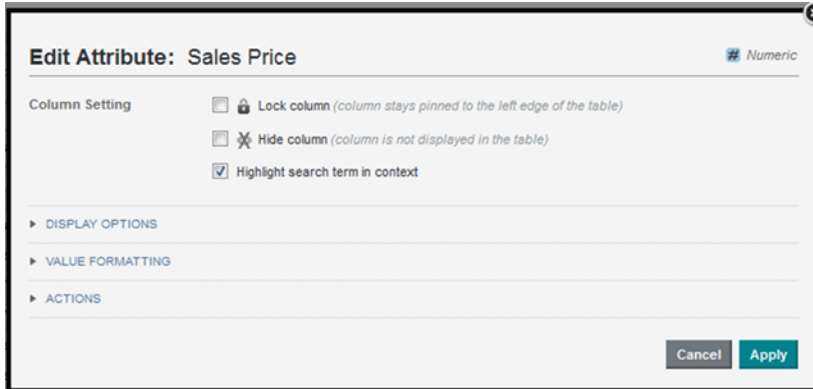 Edit Attribute: Sales Price
# Numeric
Column Setting
Lock column (column stays pinned to the left edge of the table)
Hide column (column is not displayed in the table)
Highlight search term in context
DISPLAY OPTIONS
VALUE FORMATTING
ACTIONS
Cancel Apply